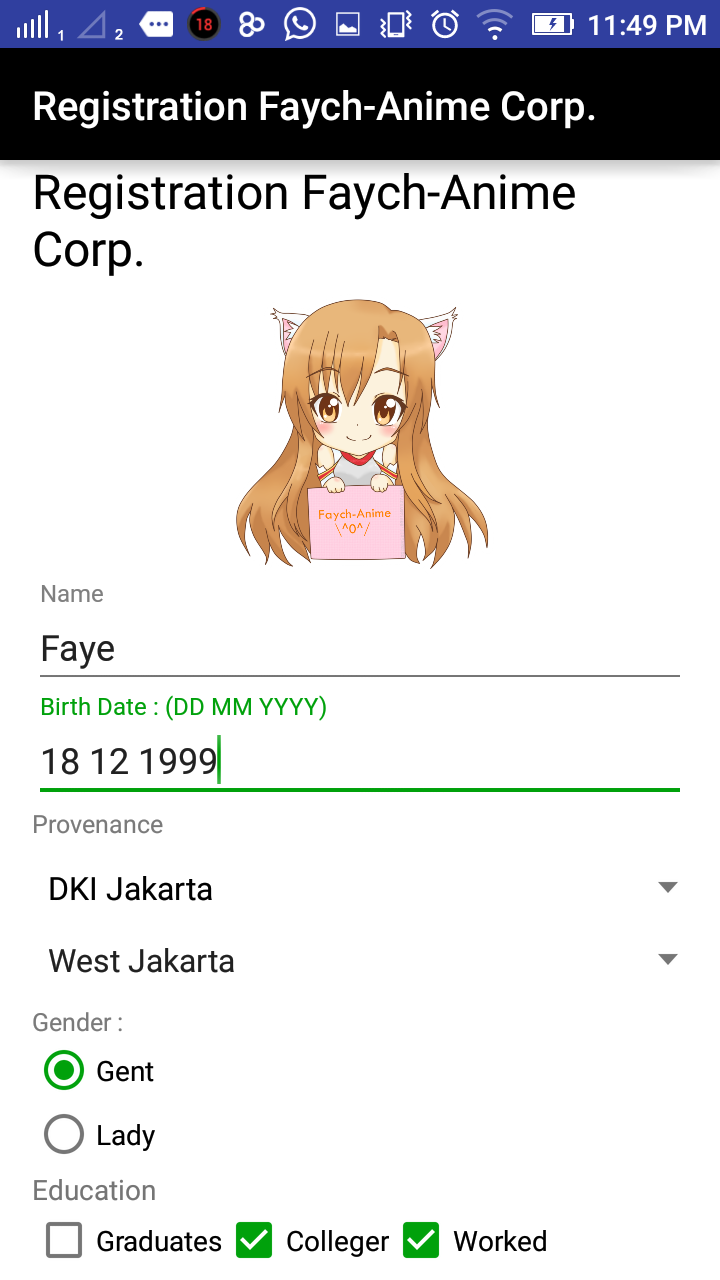 1 2 18 11:49 PM
Registration Faych-Anime Corp.
Registration Faych-Anime
Corp.
Faych-Anime
\^0^/
Name
Faye
Birth Date : (DD MM YYYY)
18 12 1999
Provenance
DKI Jakarta
West Jakarta
Gender :
Gent
Lady
Education
Graduates Colleger Worked